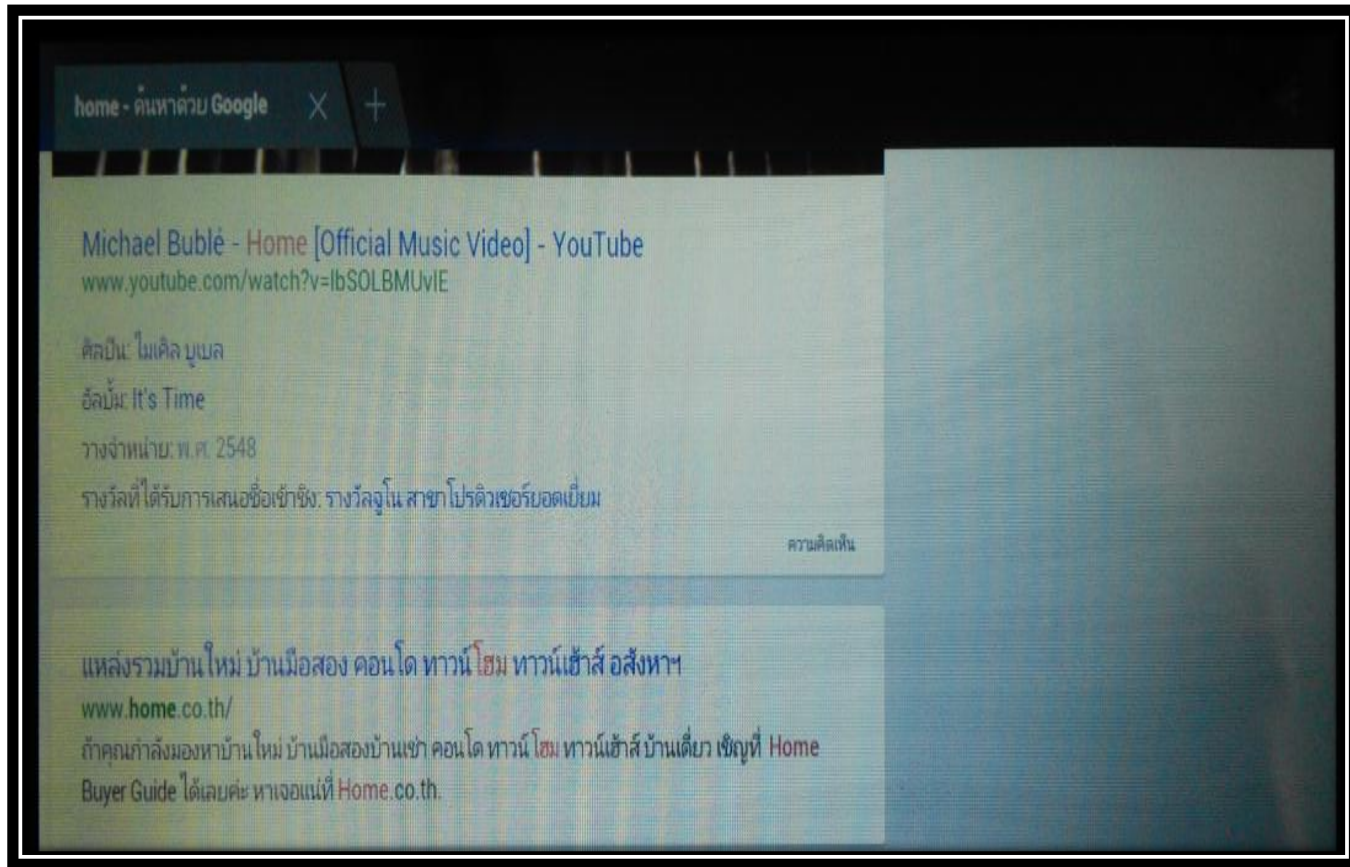 home - ค้นหาด้วย Google
Michael Bublé - Home [Official Music Video] - YouTube
www.youtube.com/watch?v=lbSOLBMUvIE
ศิลปิน: ไมเคิล บูเบล
อัลบั้ม: It's Time
วางจำหน่าย: พ.ศ. 2548
รางวัลที่ได้รับการเสนอชื่อเข้าชิง: รางวัลจูโน สาขาโปรดิวเซอร์ยอดเยี่ยม
ความคิดเห็น
แหล่งรวมบ้านใหม่ บ้านมือสอง คอนโด ทาวน์โฮม ทาวน์เฮ้าส์ อสังหาฯ
www.home.co.th/
ถ้าคุณกำลังมองหาบ้านใหม่ บ้านมือสองบ้านเช่า คอนโด ทาวน์ โฮม ทาวน์เฮ้าส์ บ้านเดี่ยว เชิญที่ Home
Buyer Guide ได้เลยค่ะ หาเจอแน่ที่ Home.co.th.